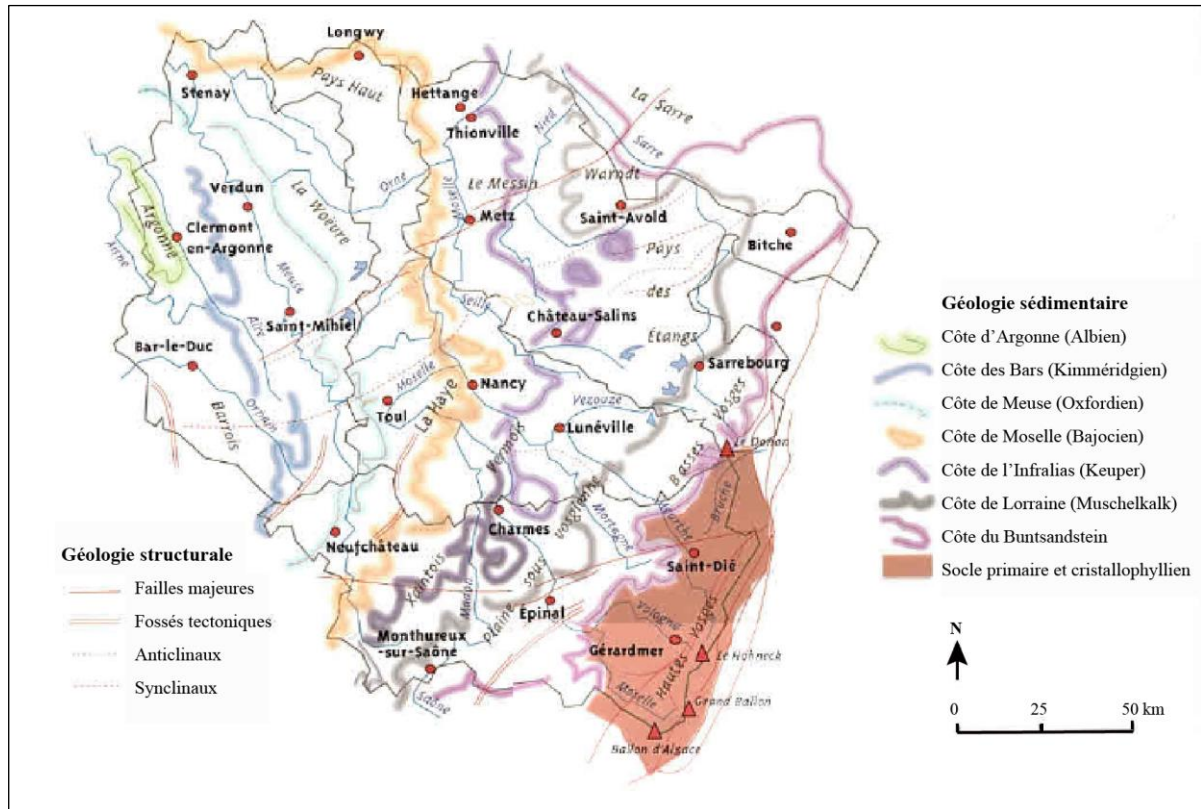 Longwy
Pays Haut
Stenay
Hettange
Thionville
La Sarre
Sarre
Nied
Warndt
Orne
Moselle
Le Messin
Metz
Saint-Avold
Bitche
Verdun
La Woëvre
Argonne
Clermont
en-Argonne
Meuse
Aire
Saint-Mihiel
Pays
des
Étangs
Seille
Château-Salins
Sarrebourg
Bar-le-Duc
Barrois
Ornain
Moselle
Toul
La Haye
Nancy
Vezouze
Lunéville
Vermois
Basses Vosges
Le Donon
Charmes
Mortagne
Meurthe
Bruche
Neufchâteau
Xaintois
Madon
plaine sous vosgienne
Saint-Dié
Épinal
Vologne
Gérardmer
Hautes Vosges
Le Hohneck
Monthureux
-sur-Saône
Saône
Moselle
Grand Ballon
Ballon d'Alsace
Géologie structurale
Failles majeures
Fossés tectoniques
Anticlinaux
Synclinaux
Géologie sédimentaire
Côte d'Argonne (Albien)
Côte des Bars (Kimméridgien)
Côte de Meuse (Oxfordien)
Côte de Moselle (Bajocien)
Côte de l'Infralias (Keuper)
Côte de Lorraine (Muschelkalk)
Côte du Buntsandstein
Socle primaire et cristallophyllien
N
0 25 50 km